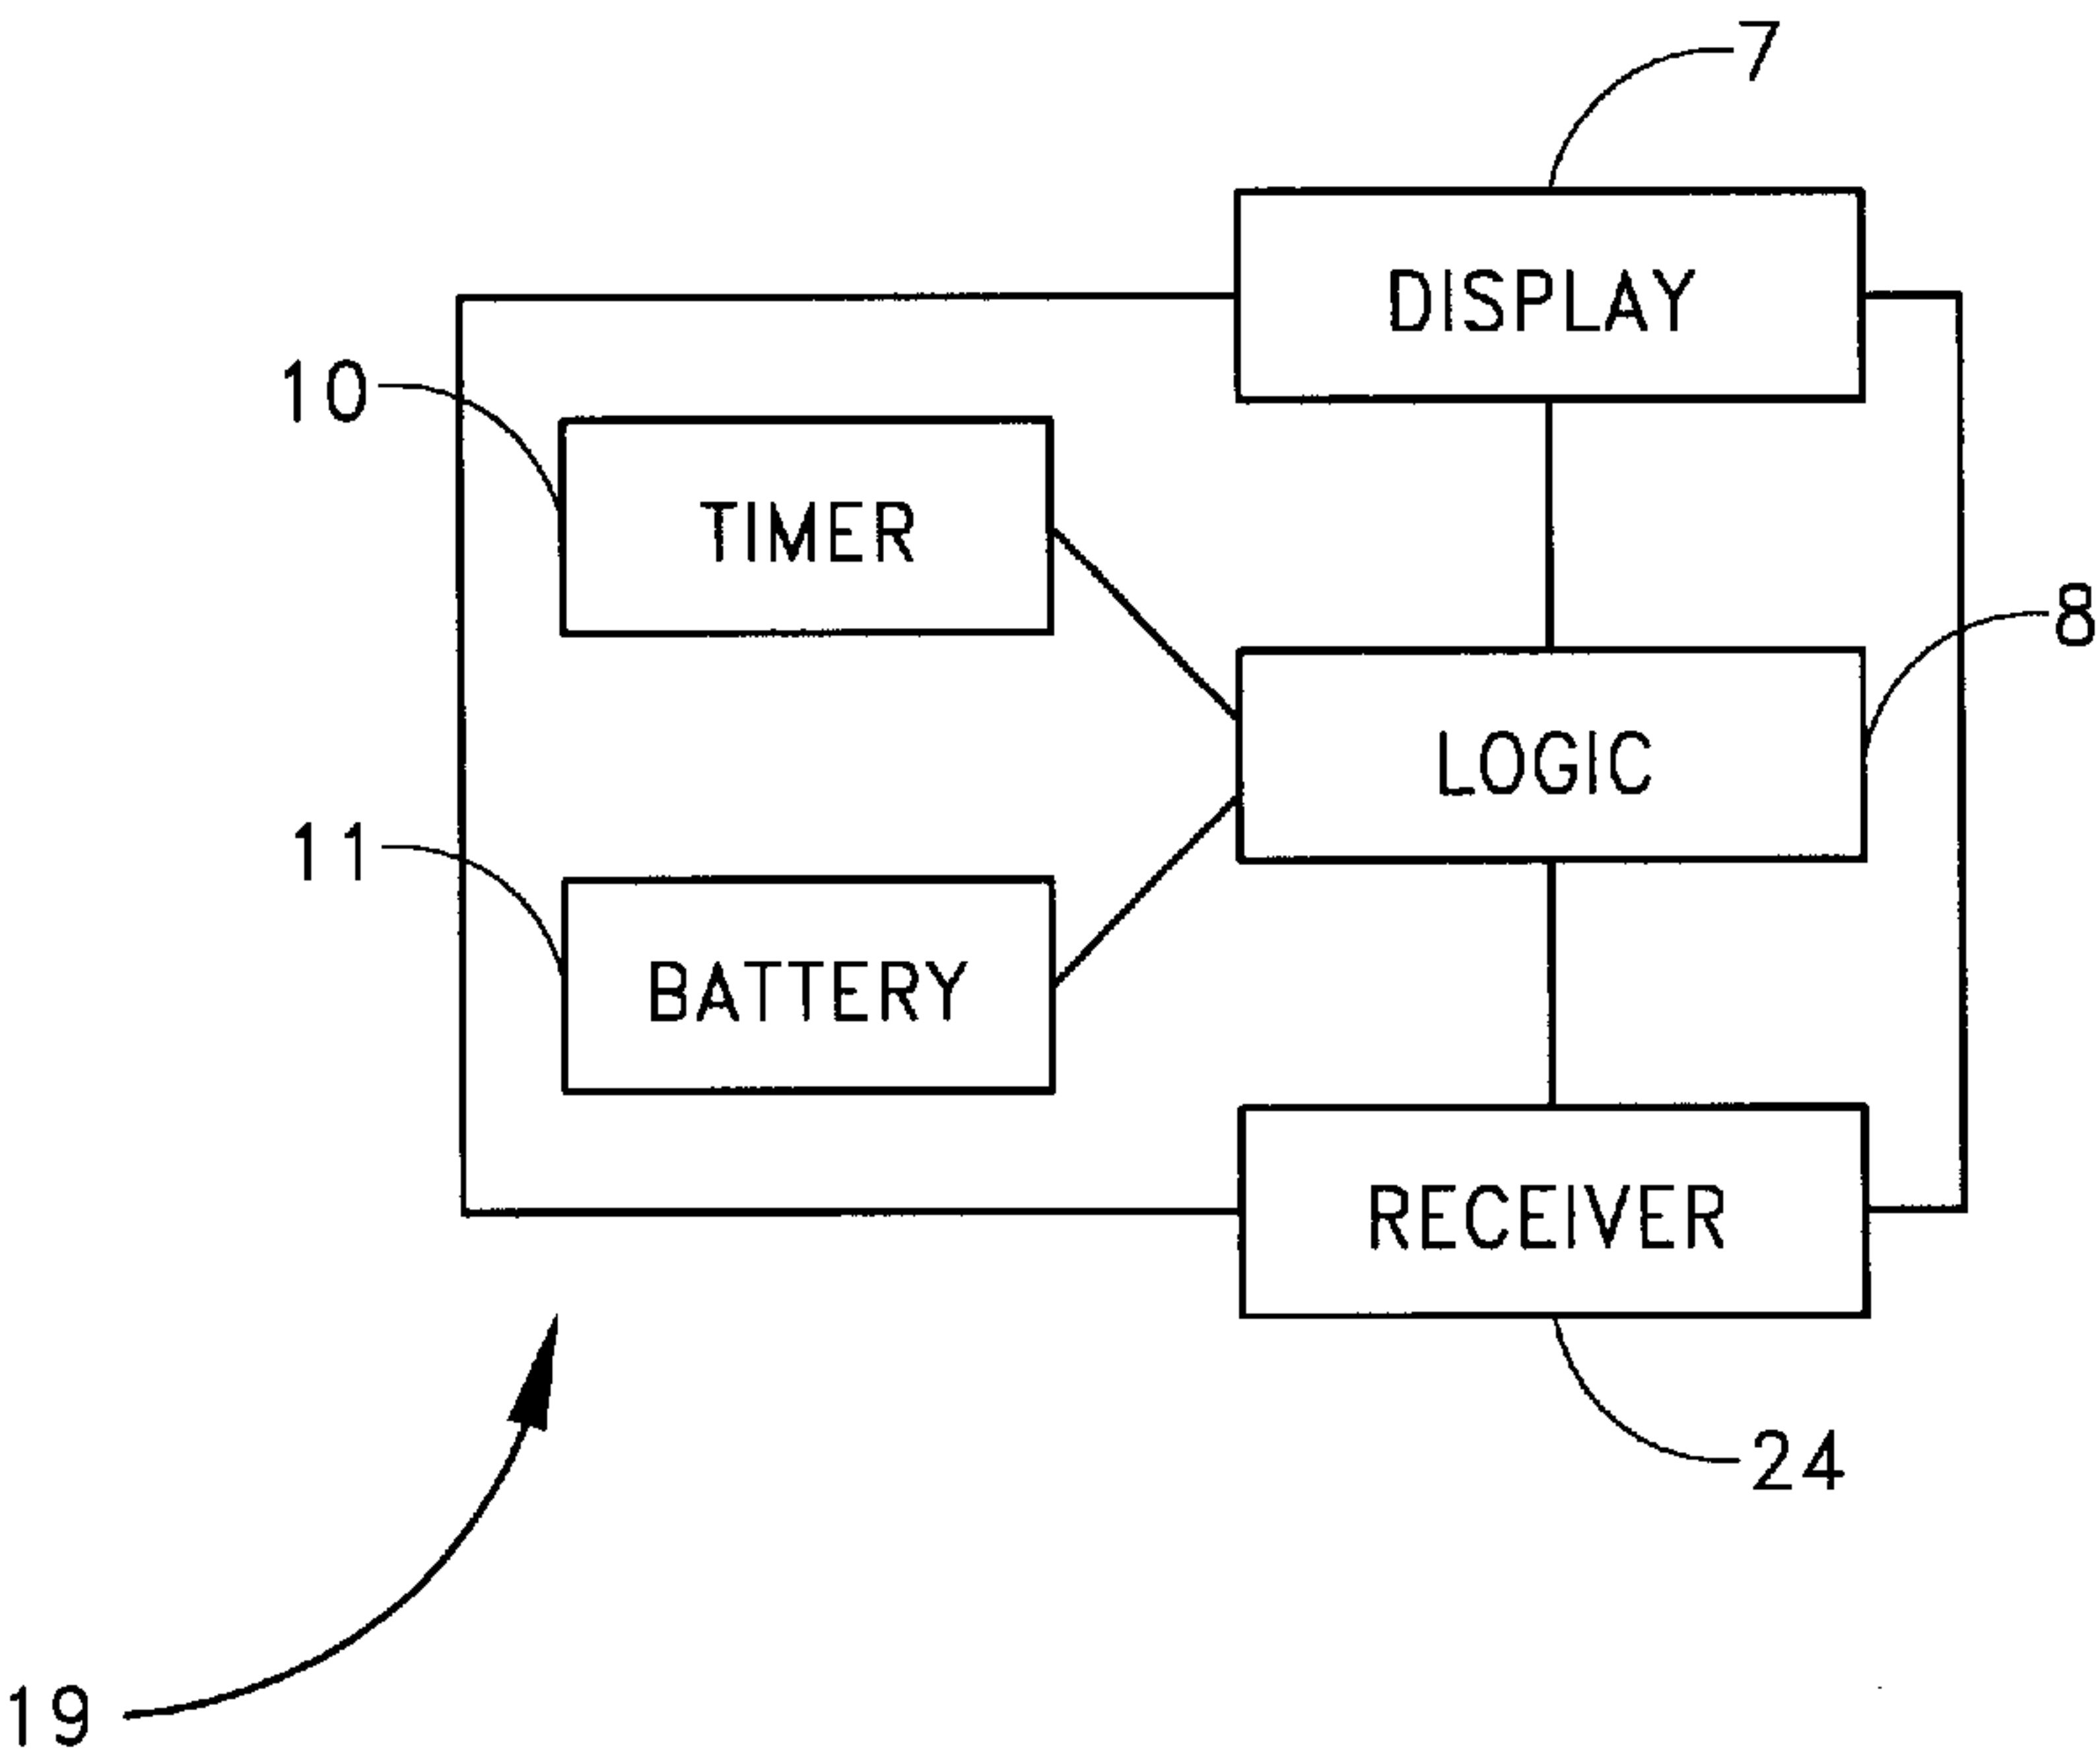 7
DISPLAY
10
TIMER
8
LOGIC
11
BATTERY
RECEIVER
24
19